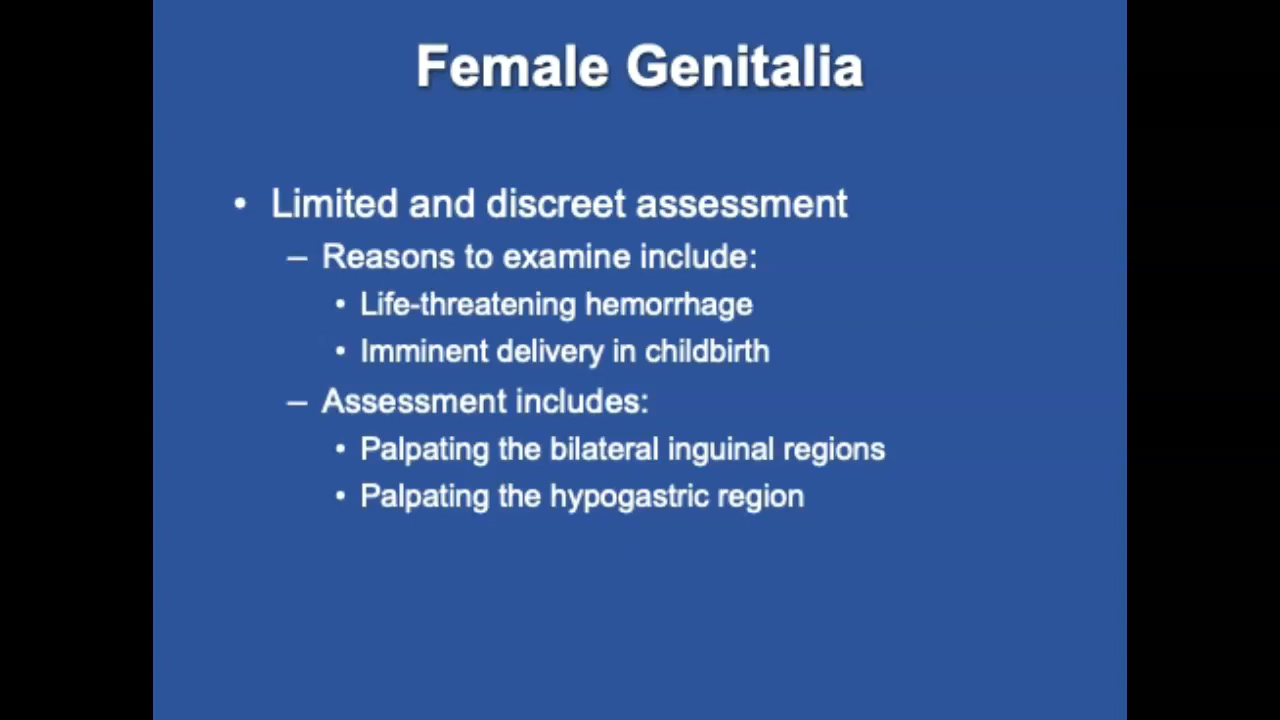 Female Genitalia
• Limited and discreet assessment
– Reasons to examine include:
• Life-threatening hemorrhage
• Imminent delivery in childbirth
– Assessment includes:
• Palpating the bilateral inguinal regions
• Palpating the hypogastric region